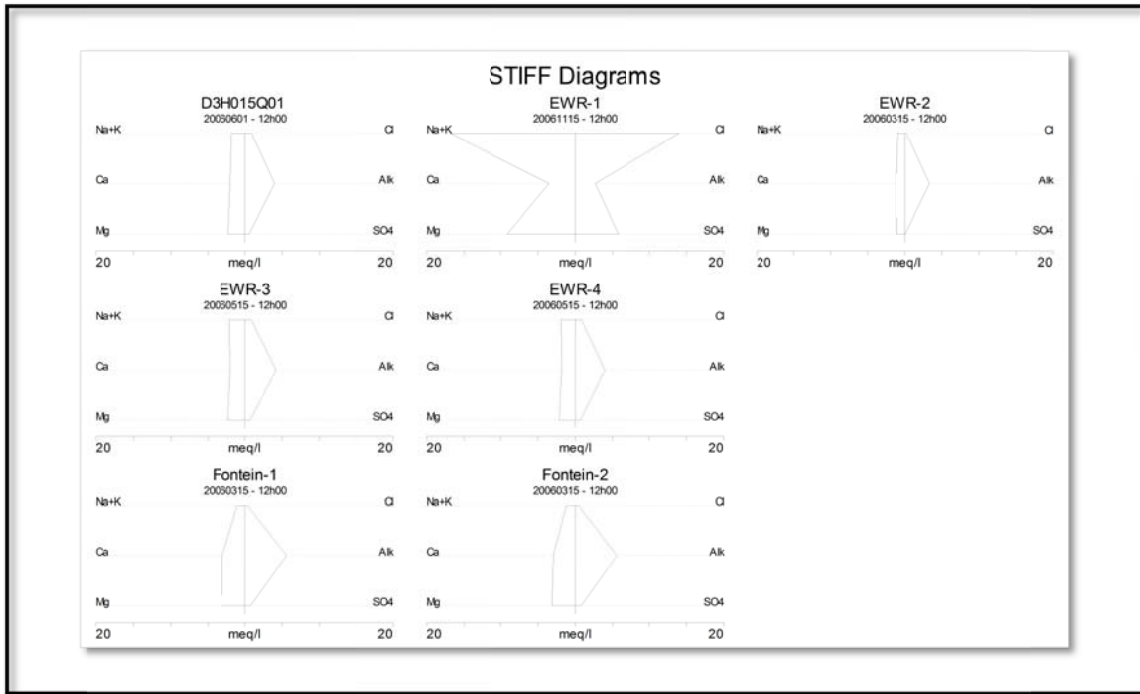 STIFF Diagrams
D3H015Q01 EWR-1 EWR-2
20060601 - 12h00 20061115 - 12h00 20060315 - 12h00
Na+K Cl Na+K Cl Na+K Cl
Ca Alk Ca Alk Ca Alk
Mg SO4 Mg SO4 Mg SO4
20 meq/l 20 20 meq/l 20 20 meq/l 20
EWR-3 EWR-4
20060515 - 12h00 20060515 - 12h00
Na+K Cl Na+K Cl
Ca Alk Ca Alk
Mg SO4 Mg SO4
20 meq/l 20 20 meq/l 20
Fontein-1 Fontein-2
20060315 - 12h00 20060315 - 12h00
Na+K Cl Na+K Cl
Ca Alk Ca Alk
Mg SO4 Mg SO4
20 meq/l 20 20 meq/l 20